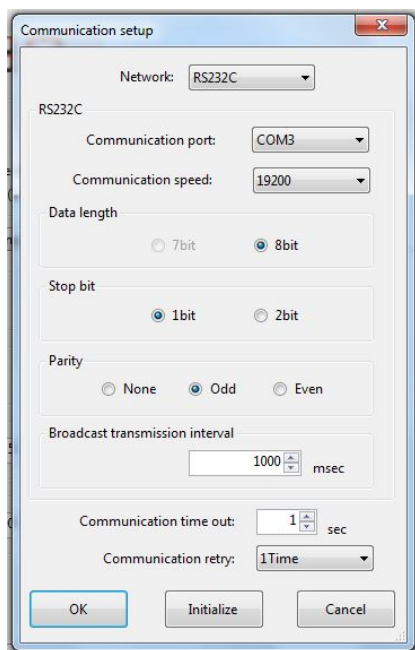 Communication setup
Network: RS232C
RS232C
Communication port: COM3
Communication speed: 19200
Data length
7bit 8bit
Stop bit
1bit 2bit
Parity
None Odd Even
Broadcast transmission interval
1000 msec
Communication time out: 1 sec
Communication retry: 1Time
OK Initialize Cancel